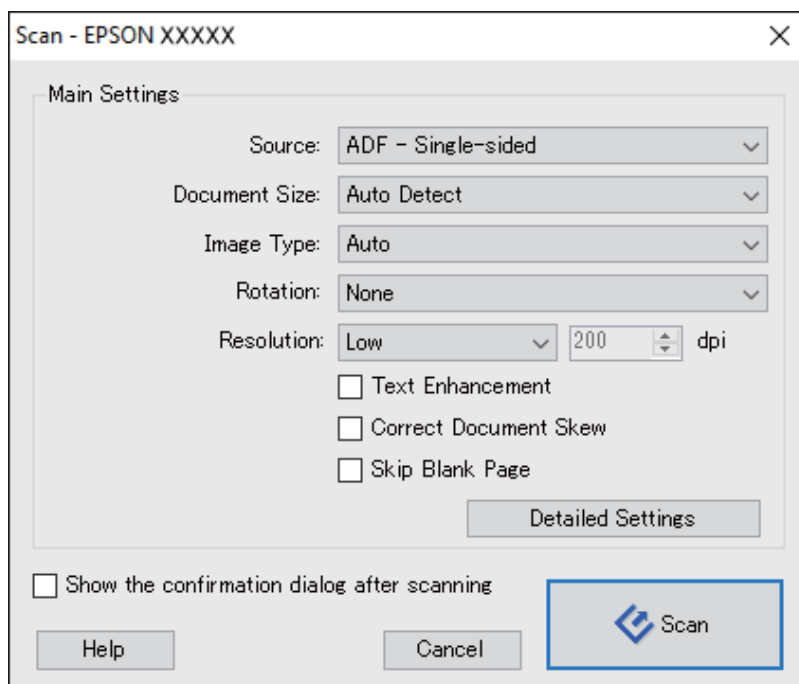 Scan - EPSON XXXXX
Main Settings
Source: ADF - Single-sided
Document Size: Auto Detect
Image Type: Auto
Rotation: None
Resolution: Low 200 dpi
Text Enhancement
Correct Document Skew
Skip Blank Page
Detailed Settings
Show the confirmation dialog after scanning
Help Cancel Scan